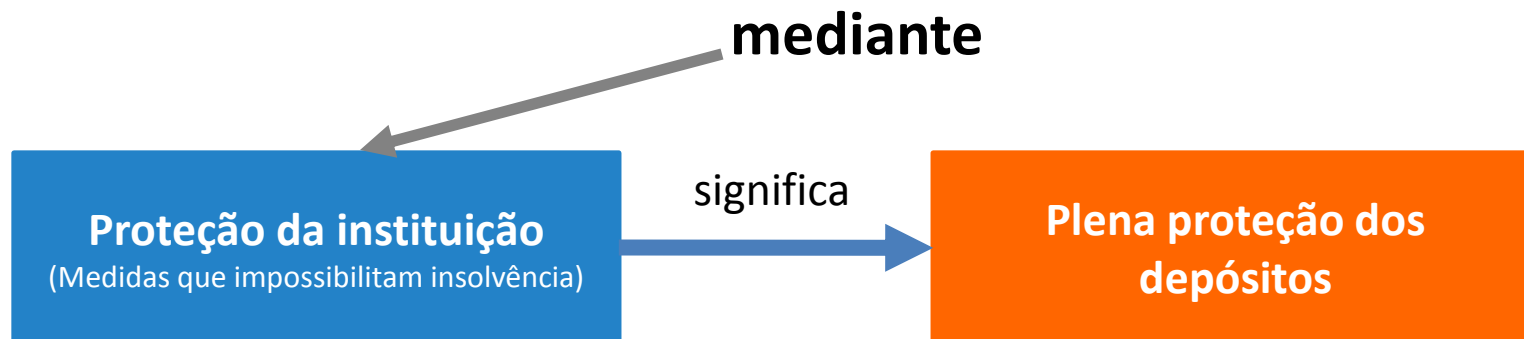 mediante
Proteção da instituição
(Medidas que impossibilitam insolvência)
significa
Plena proteção dos
depósitos